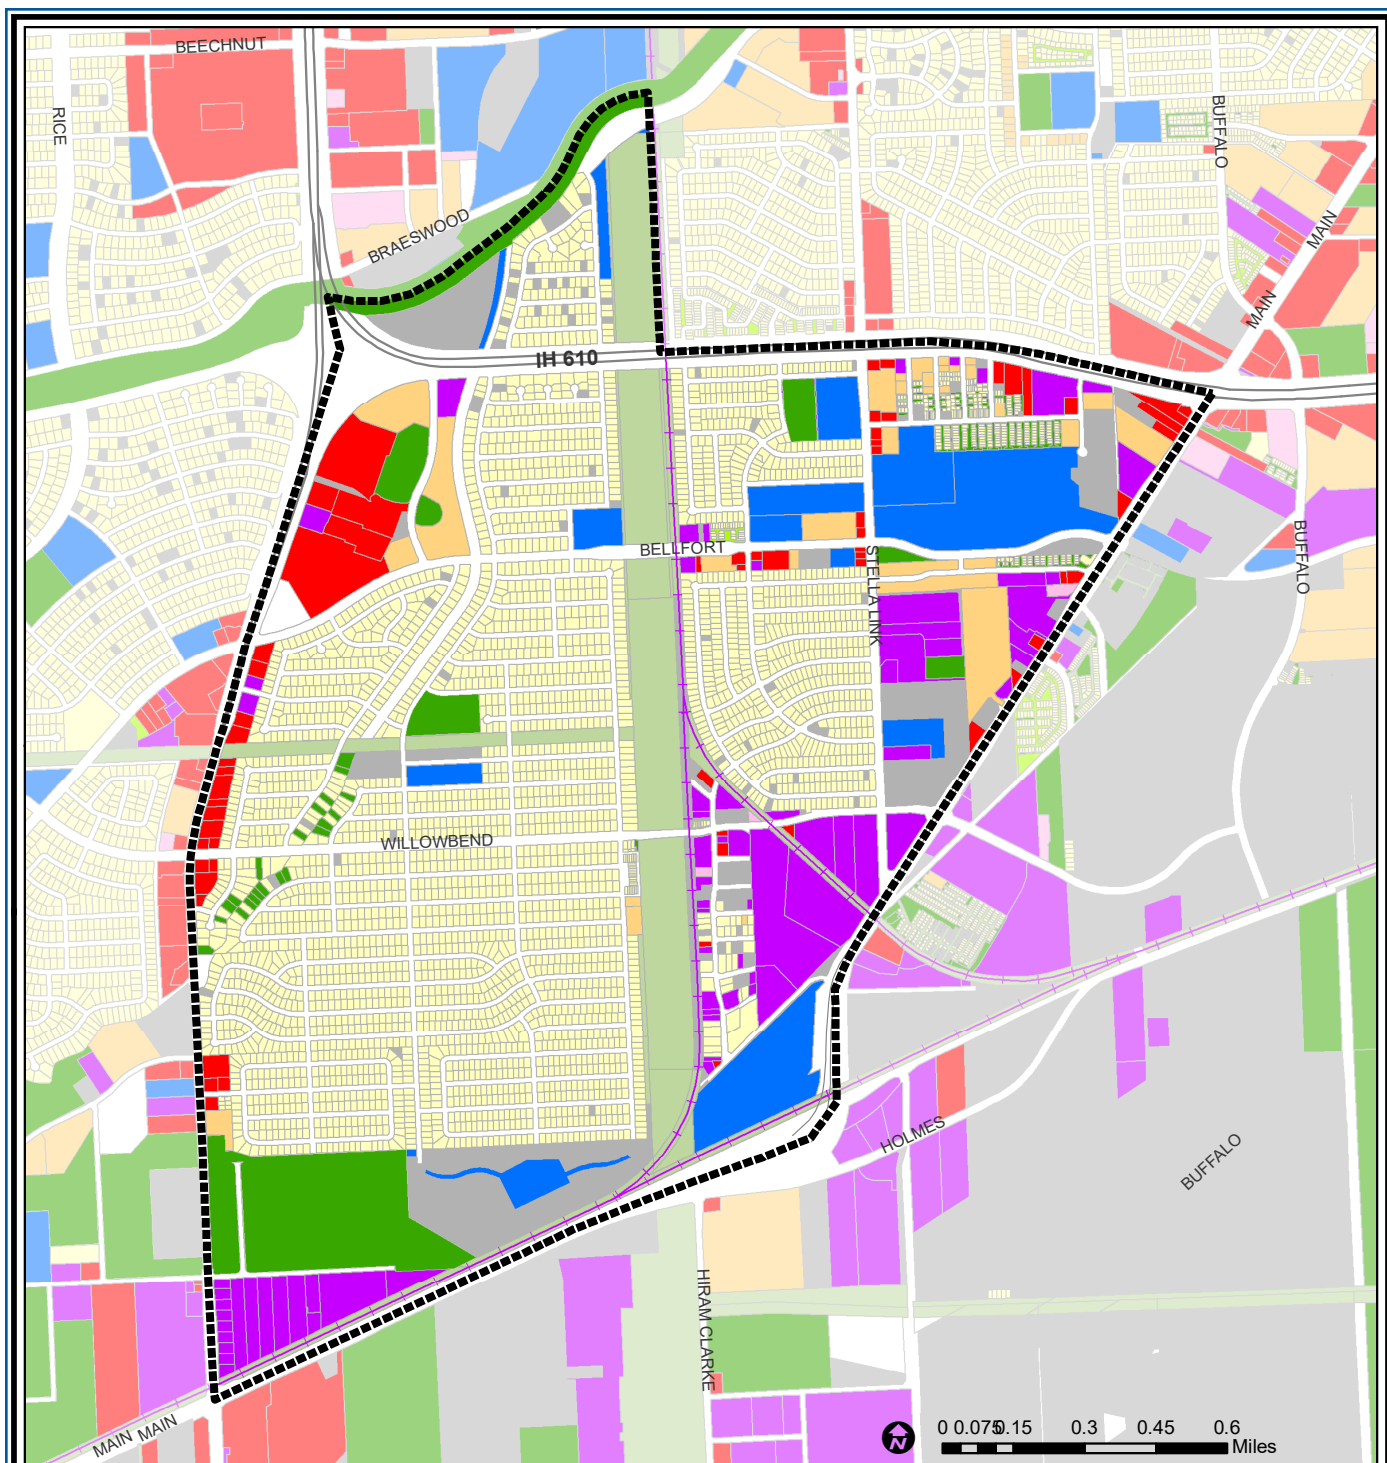 BEECHNUT
RICE
BUFFALO
MAIN
BRAESWOOD
MAIN
IH 610
BELLFORT
STELLA LINK
BUFFALO
WILLOWBEND
HOLMES
BUFFALO
HIRAM CLARKE
MAIN MAIN
N
0 0.075 0.15 0.3 0.45 0.6
Miles